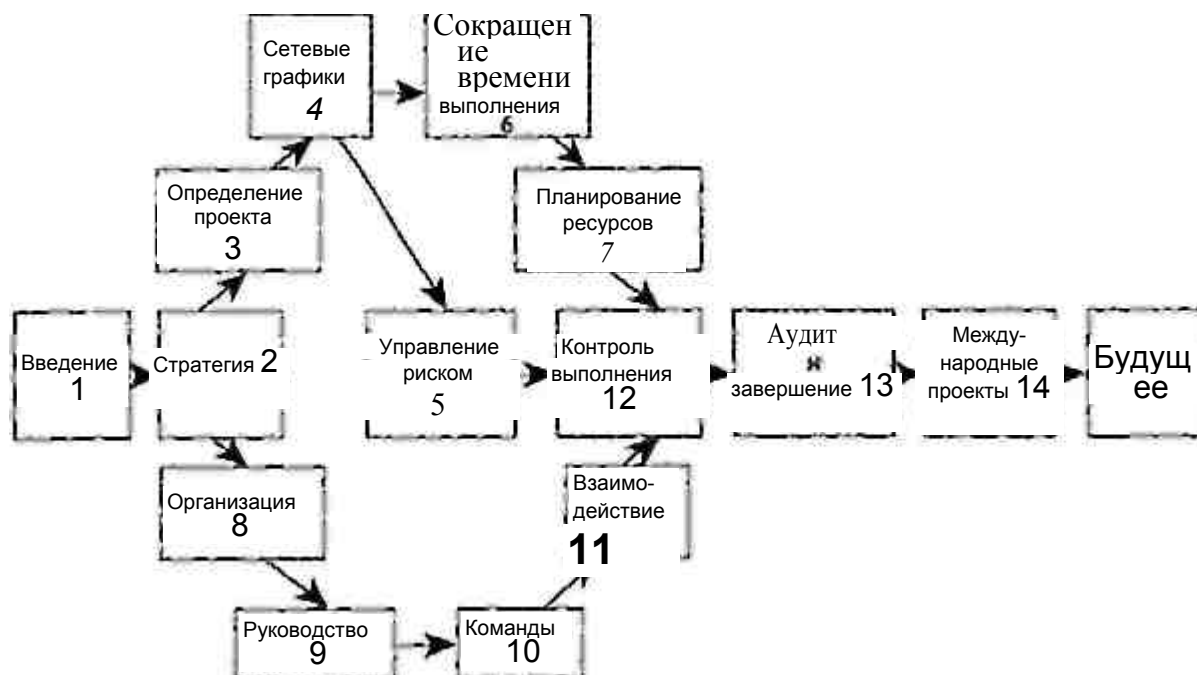 Сетевые
графики
4
Сокращен
ие
времени
выполнения
6
Определение
проекта
3
Планирование
ресурсов
7
Введение
1
Стратегия 2
Управление
риском
5
Контроль
выполнения
12
Аудит
и
завершение 13
Между-
народные
проекты 14
Будущ
ее
Организация
8
Взаимо-
действие
11
Руководство
9
Команды
10